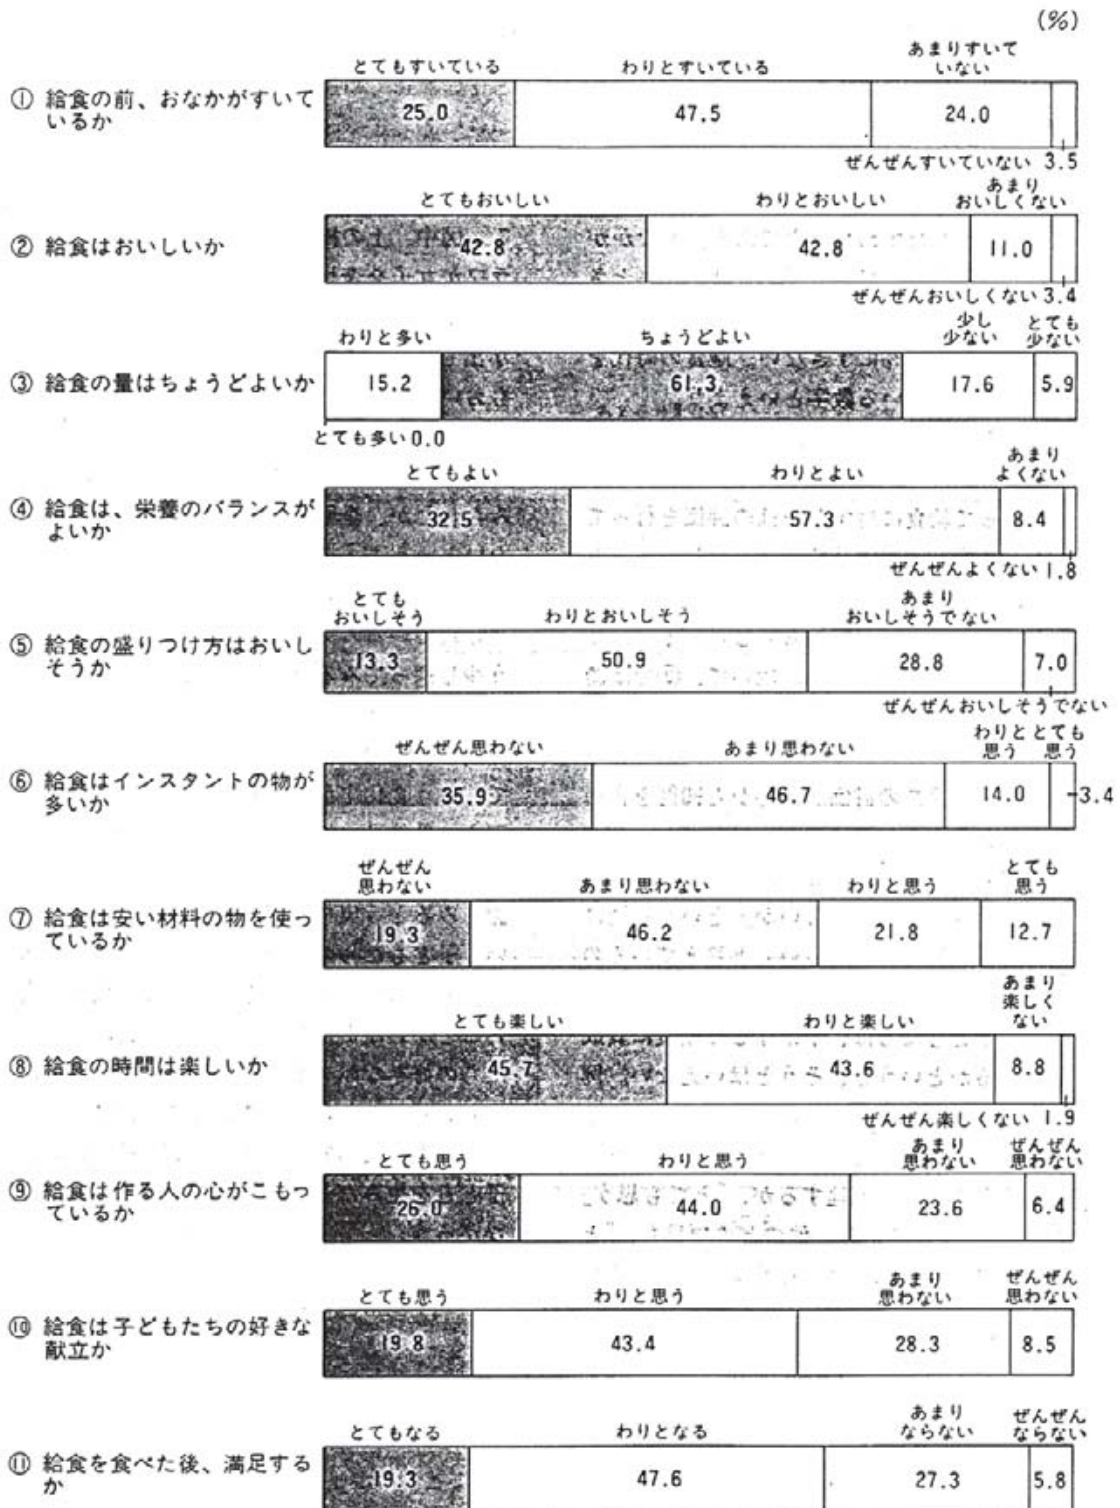 (%)
とてもすいている わりとすいている あまりすいて
いない
① 給食の前、おなかがすいて
いるか
25.0 47.5 24.0
ぜんぜんすいていない 3.5
とてもおいしい わりとおいしい あまり
おいしくない
② 給食はおいしいか
42.8 42.8 11.0
ぜんぜんおいしくない 3.4
わりと多い ちょうどよい 少し
少ない
とても
少ない
③ 給食の量はちょうどよいか
15.2 61.3 17.6 5.9
とても多い 0.0
とてもよい わりとよい あまり
よくない
④ 給食は、栄養のバランスが
よいか
32.5 57.3 8.4
ぜんぜんよくない 1.8
とても
おいしそう
わりとおいしそう
あまり
おいしそうでない
⑤ 給食の盛りつけ方はおいし
そうか
13.3 50.9 28.8 7.0
ぜんぜんおいしそうでない
ぜんぜん思わない あまり思わない わりと
思う
とても
思う
⑥ 給食はインスタントの物が
多いか
35.9 46.7 14.0 3.4
ぜんぜん
思わない
あまり思わない わりと思う とても
思う
⑦ 給食は安い材料の物を使っ
ているか
19.3 46.2 21.8 12.7
とても楽しい わりと楽しい あまり
楽しく
ない
⑧ 給食の時間は楽しいか
45.7 43.6 8.8
ぜんぜん楽しくない 1.9
とても思う わりと思う あまり
思わない
ぜんぜん
思わない
⑨ 給食は作る人の心がこもっ
ているか
26.0 44.0 23.6 6.4
とても思う わりと思う あまり
思わない
ぜんぜん
思わない
⑩ 給食は子どもたちの好きな
献立か
19.8 43.4 28.3 8.5
とてもなる わりとなる あまり
ならない
ぜんぜん
ならない
⑪ 給食を食べた後、満足する
か
19.3 47.6 27.3 5.8